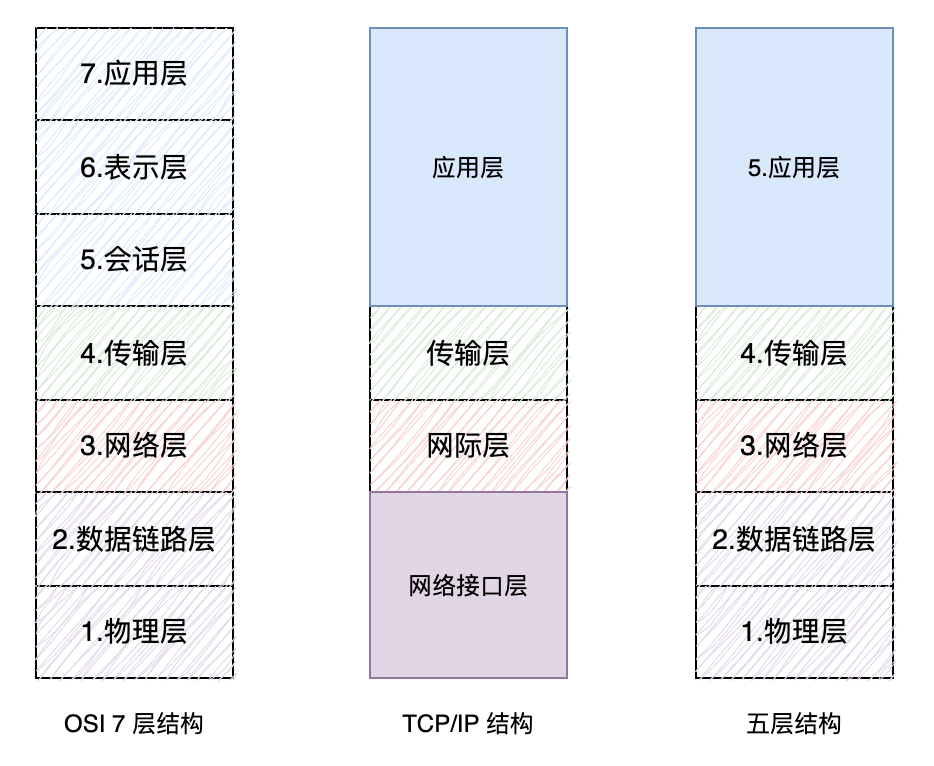 7.应用层
6.表示层
5.会话层
4.传输层
3.网络层
2.数据链路层
1.物理层
OSI 7 层结构
应用层
传输层
网际层
网络接口层
TCP/IP 结构
5.应用层
4.传输层
3.网络层
2.数据链路层
1.物理层
五层结构